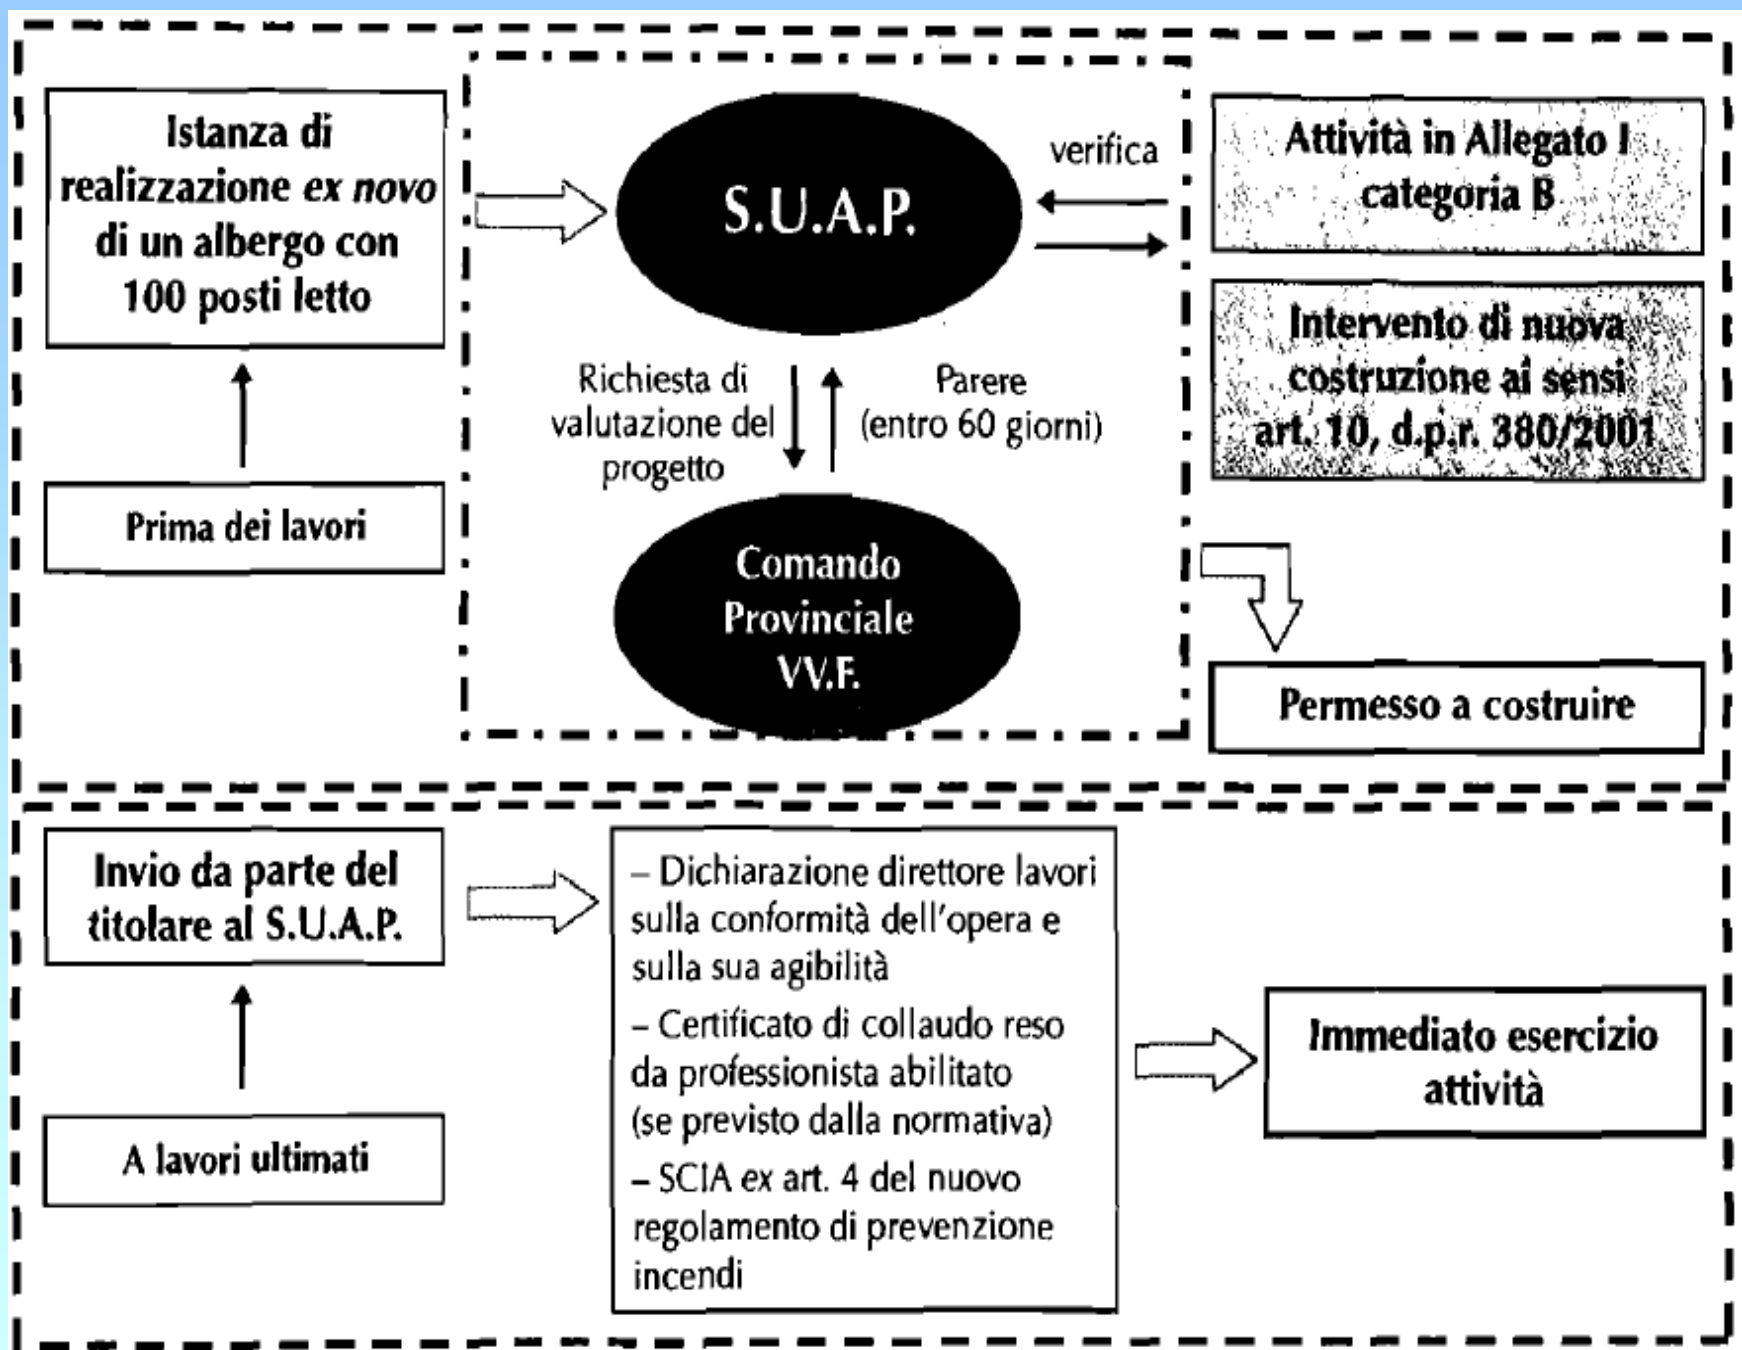 Istanza di
realizzazione ex novo
di un albergo con
100 posti letto
Prima dei lavori
S.U.A.P.
verifica
Attività in Allegato I
categoria B
Intervento di nuova
costruzione ai sensi
art. 10, d.p.r. 380/2001
Richiesta di
valutazione del
progetto
Parere
(entro 60 giorni)
Comando
Provinciale
VV.F.
Permesso a costruire
Invio da parte del
titolare al S.U.A.P.
A lavori ultimati
– Dichiarazione direttore lavori
sulla conformità dell'opera e
sulla sua agibilità
– Certificato di collaudo reso
da professionista abilitato
(se previsto dalla normativa)
– SCIA ex art. 4 del nuovo
regolamento di prevenzione
incendi
Immediato esercizio
attività